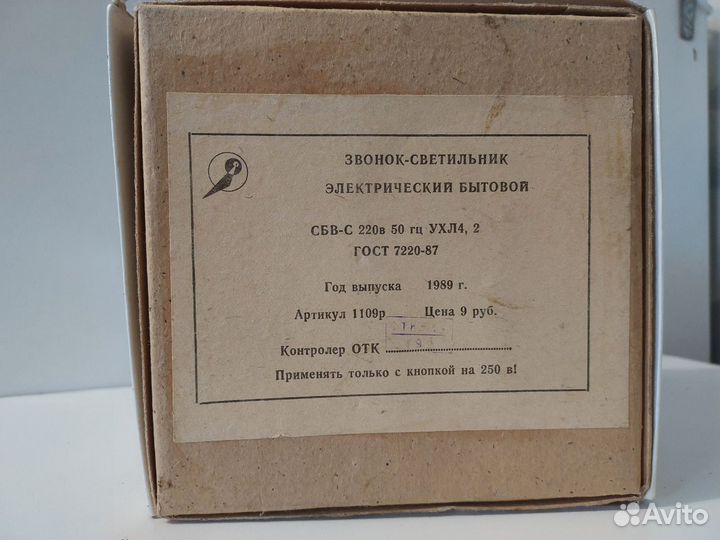 ЗВОНОК-СВЕТИЛЬНИК
ЭЛЕКТРИЧЕСКИЙ БЫТОВОЙ
СБВ-С 220в 50 гц УХЛ4, 2
ГОСТ 7220-87
Год выпуска 1989 г.
Артикул 1109р Цена 9 руб.
Контролер ОТК
Применять только с кнопкой на 250 в!
Avito